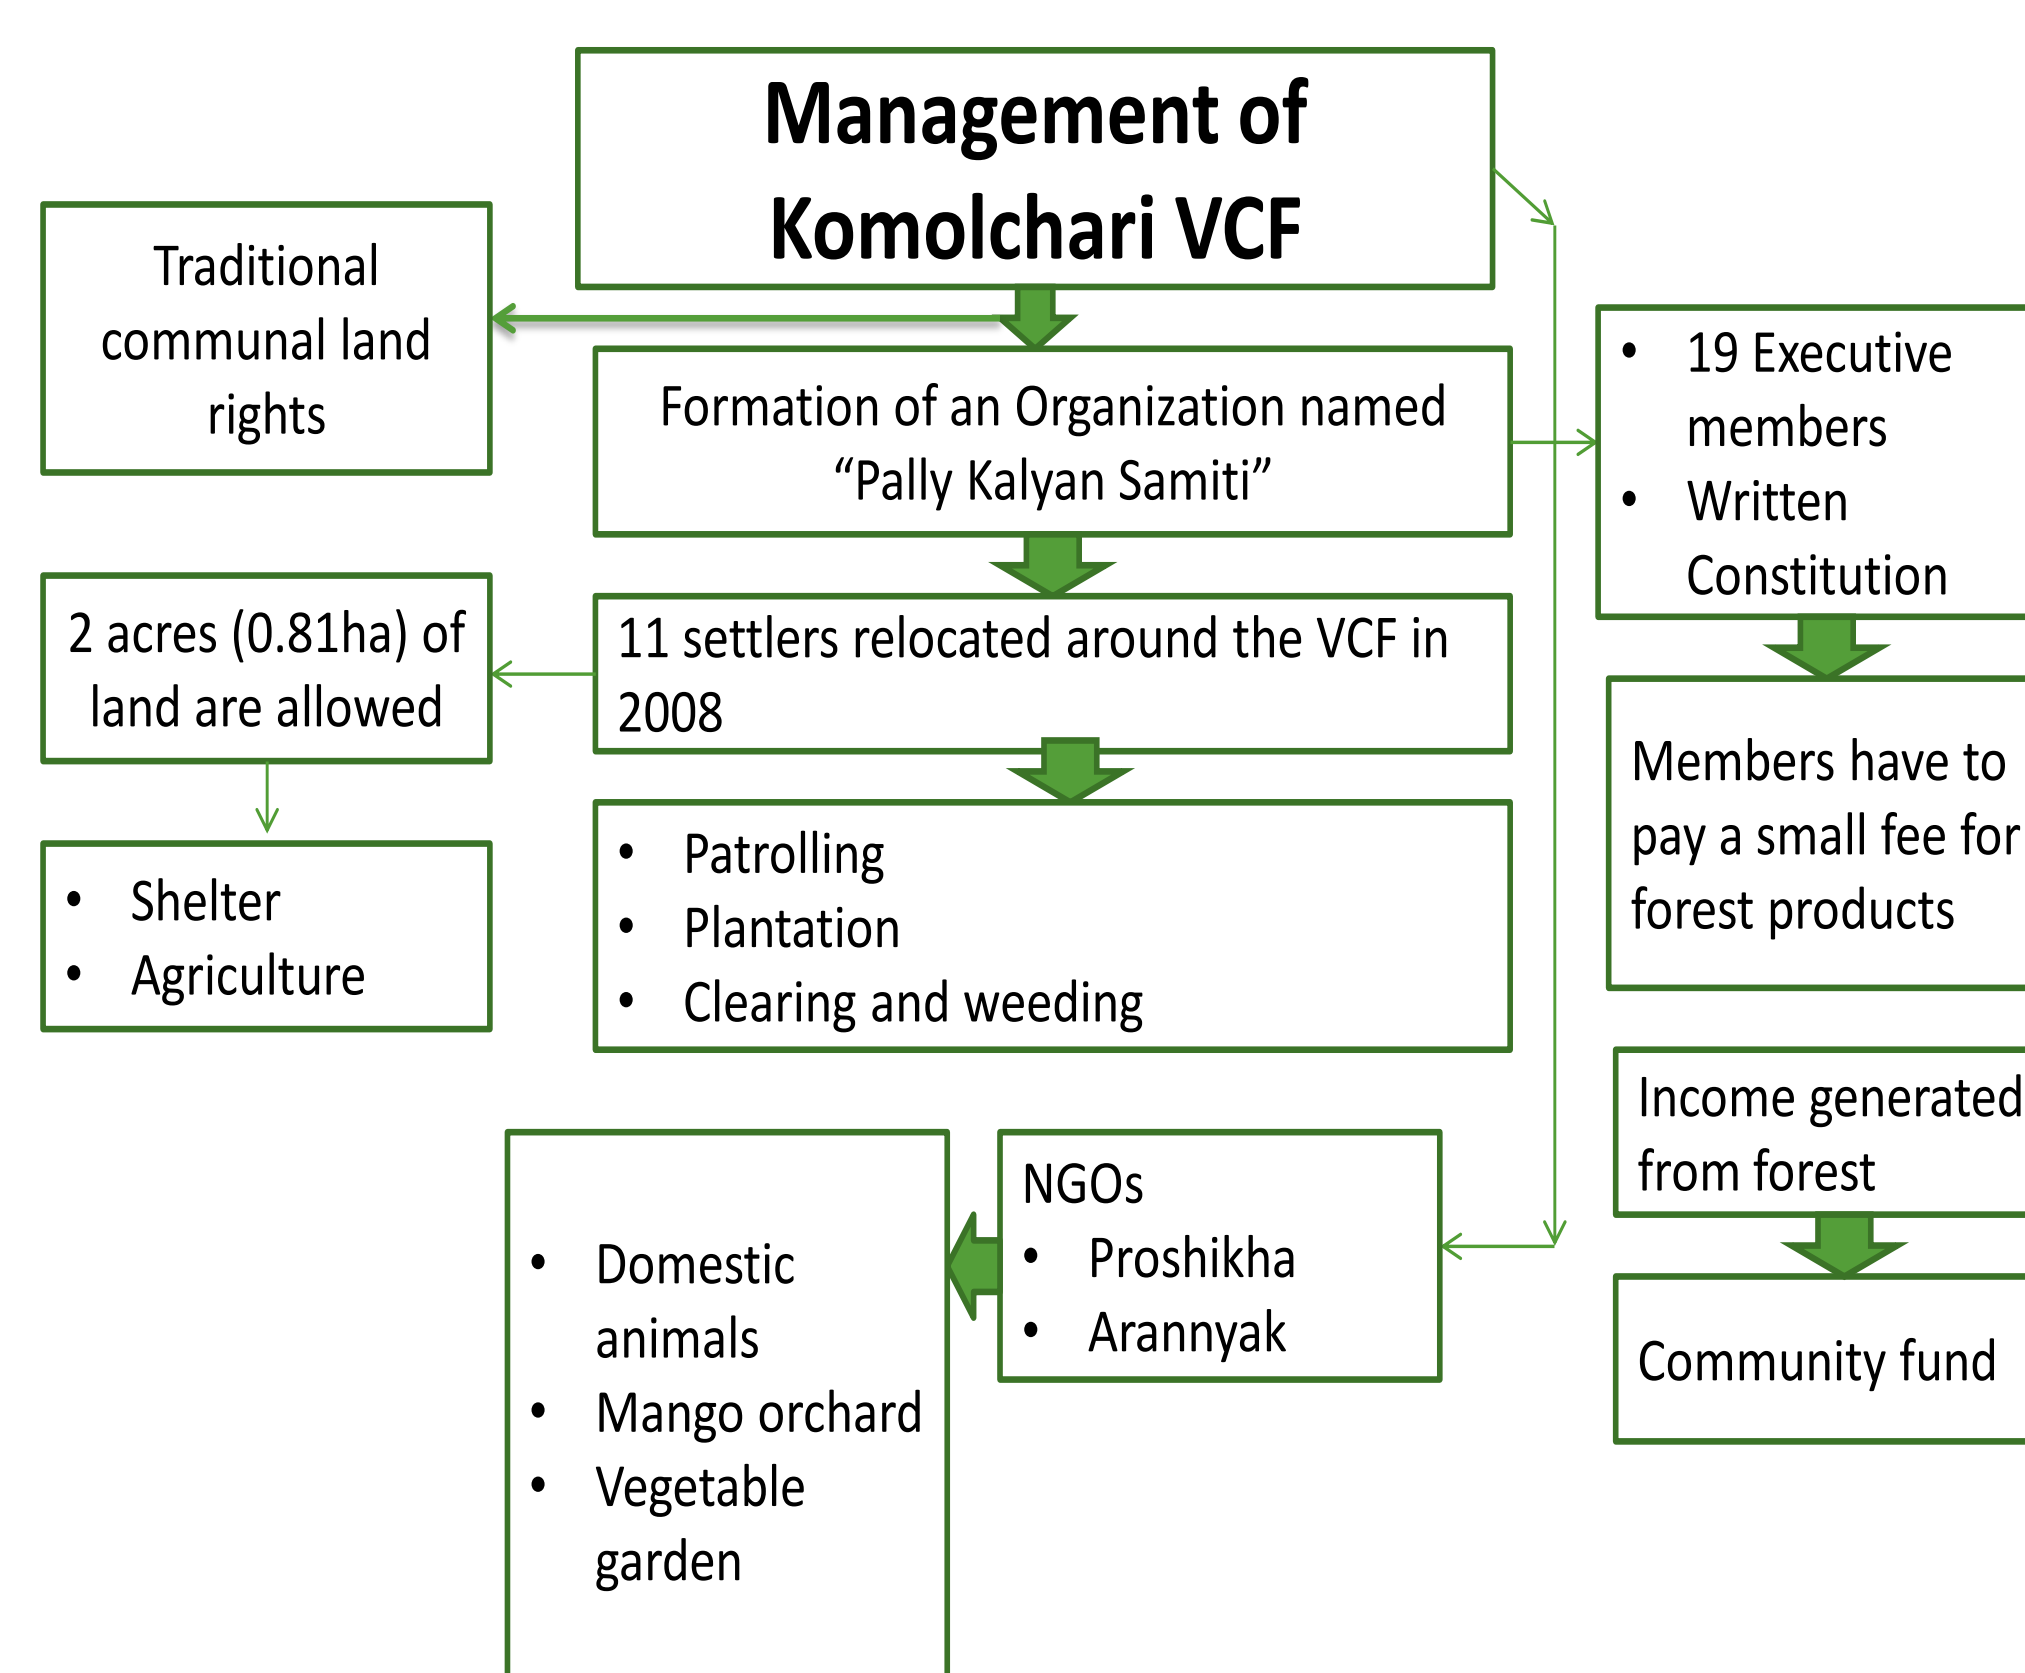 Management of
Komolchari VCF
Traditional
communal land
rights
Formation of an Organization named
“Pally Kalyan Samiti”
• 19 Executive
members
• Written
Constitution
2 acres (0.81ha) of
land are allowed
11 settlers relocated around the VCF in
2008
Members have to
pay a small fee for
forest products
• Shelter
• Agriculture
• Patrolling
• Plantation
• Clearing and weeding
Income generated
from forest
Community fund
NGOs
• Proshikha
• Arannyak
• Domestic
animals
• Mango orchard
• Vegetable
garden